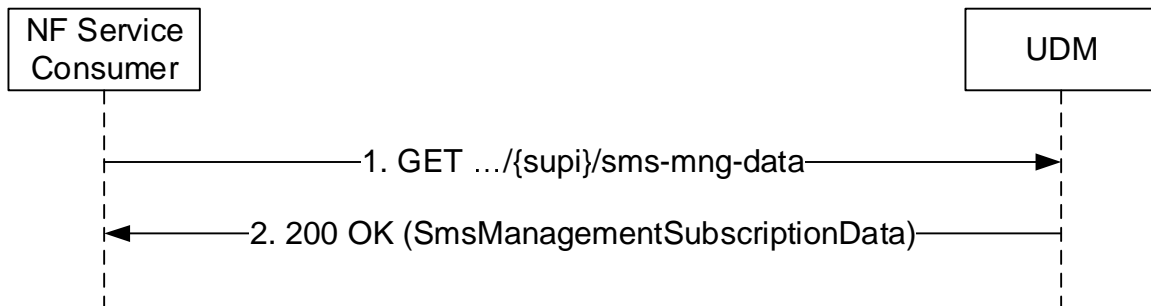 NF Service
Consumer
UDM
1. GET …/{supi}/sms-mng-data
2. 200 OK (SmsManagementSubscriptionData)